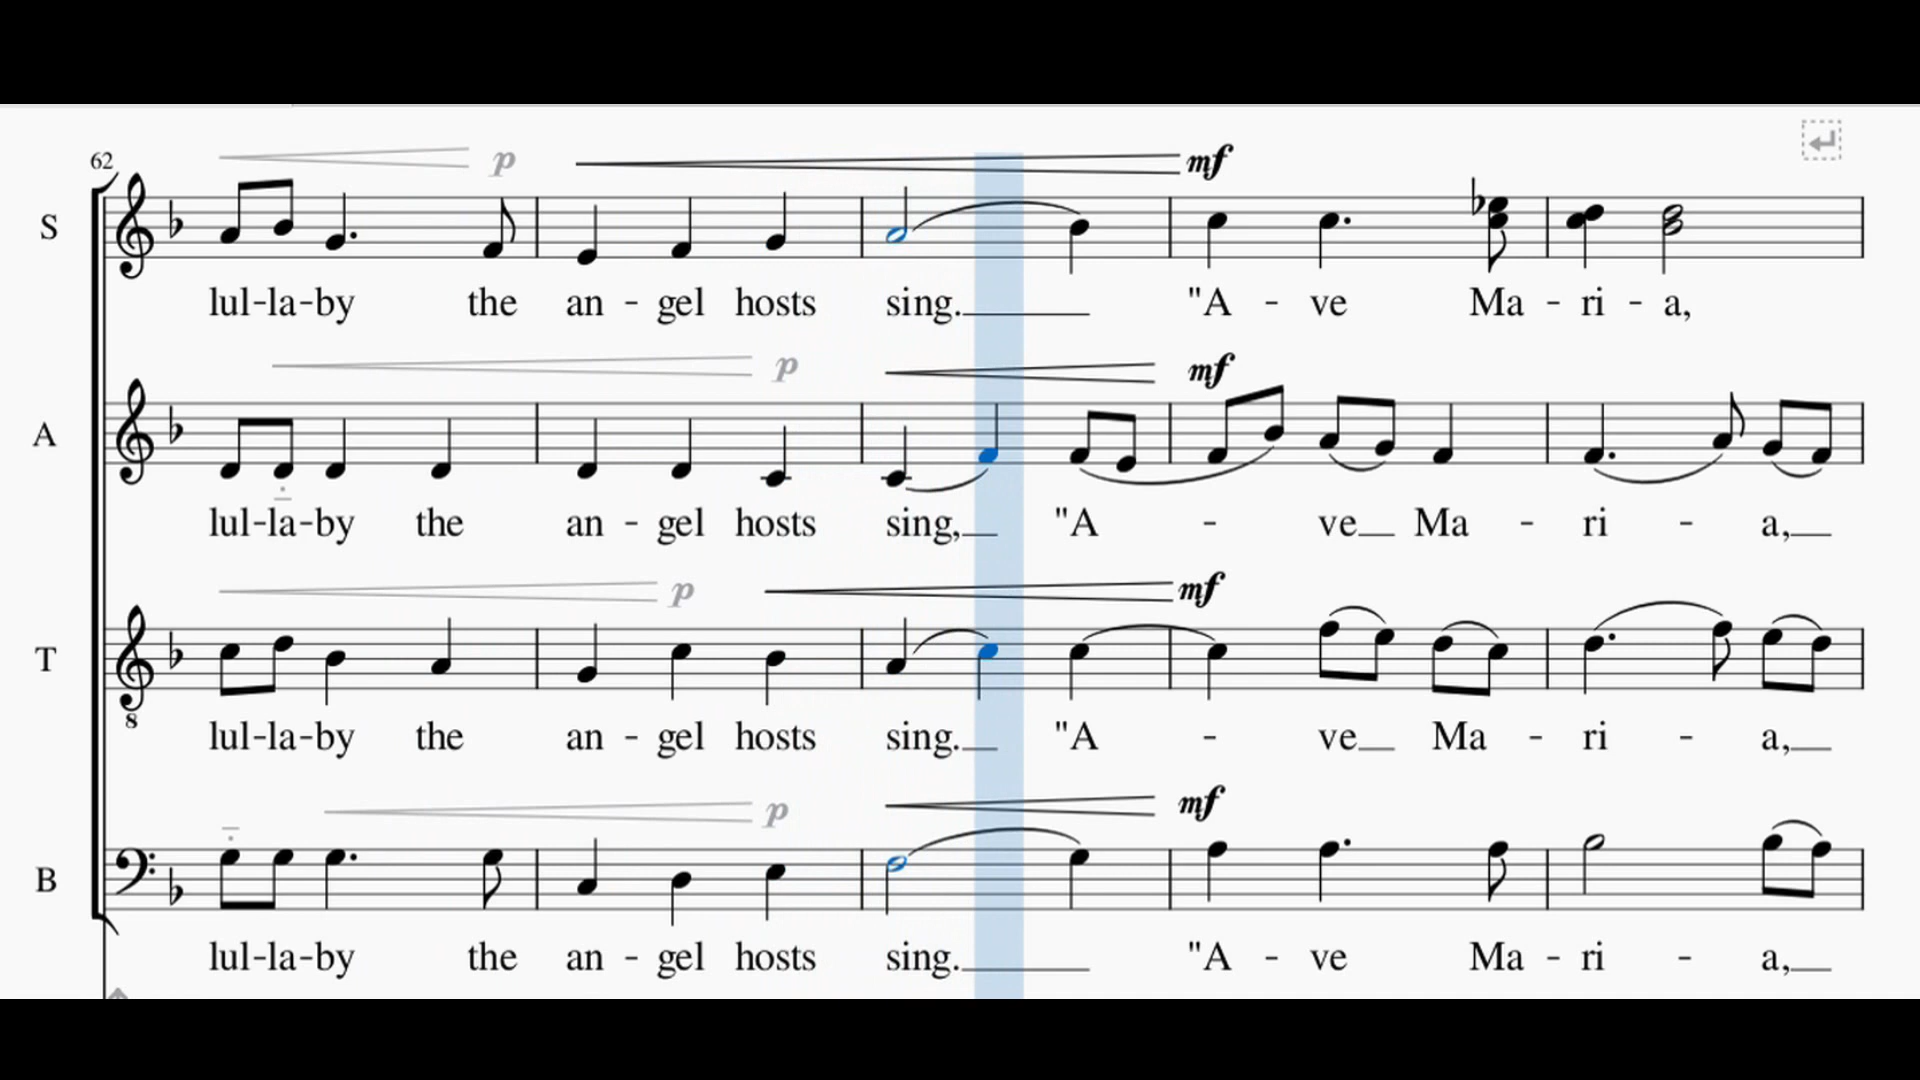 62 p mf
S
lul-la-by the an - gel hosts sing. "A - ve Ma - ri - a,
p mf
A
lul-la-by the an - gel hosts sing, "A - ve Ma - ri - a,
p mf
T
8
lul-la-by the an - gel hosts sing. "A - ve Ma - ri - a,
p mf
B
lul-la-by the an - gel hosts sing. "A - ve Ma - ri - a,